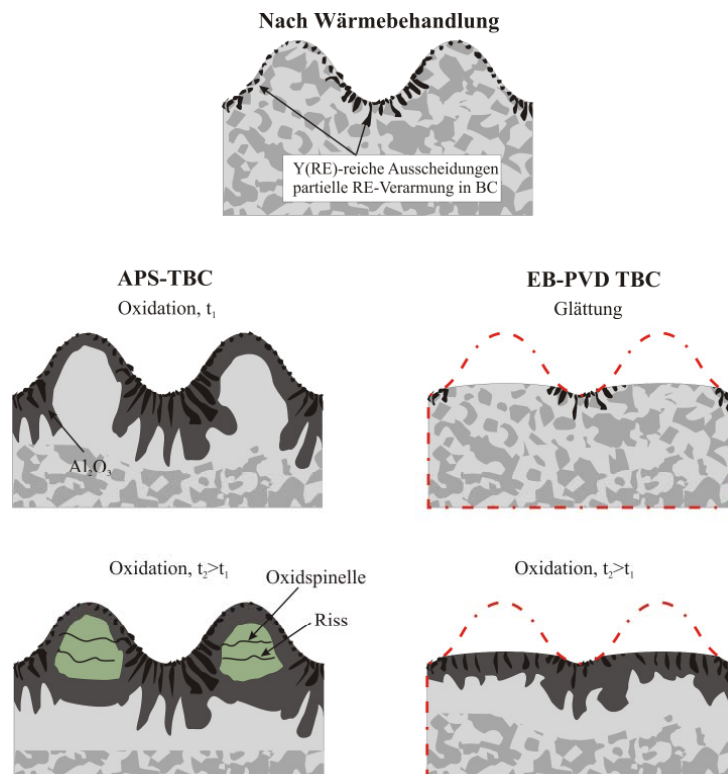 Nach Wärmebehandlung
Y(RE)-reiche Ausscheidungen
partielle RE-Verarmung in BC
APS-TBC
Oxidation, t₁
Al₂O₃
EB-PVD TBC
Glättung
Oxidation, t₂>t₁
Oxidspinelle
Riss
Oxidation, t₂>t₁